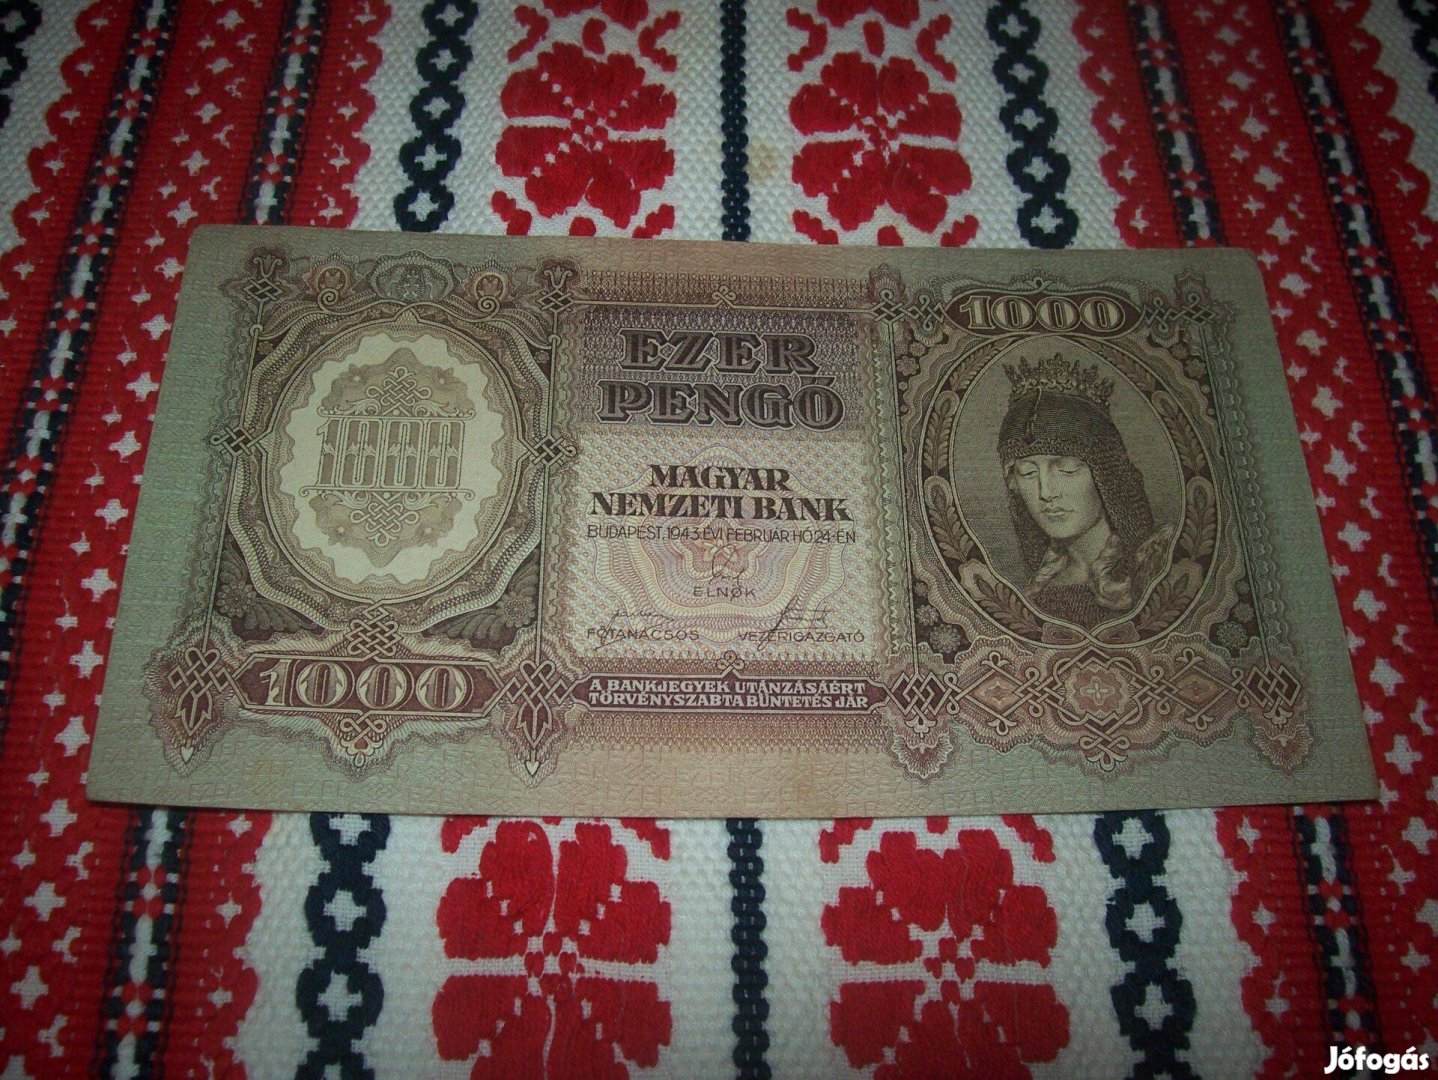 1000
EZER
PENGŐ
1000
MAGYAR
NEMZETI BANK
BUDAPEST, 1943. ÉVI FEBRUÁR HÓ 24-ÉN
ELNÖK
FŐTANÁCSOS VEZÉRIGAZGATÓ
1000
A BANKJEGYEK UTÁNZÁSÁÉRT
TÖRVÉNYSZABTA BÜNTETÉS JÁR
1000
Jófogás